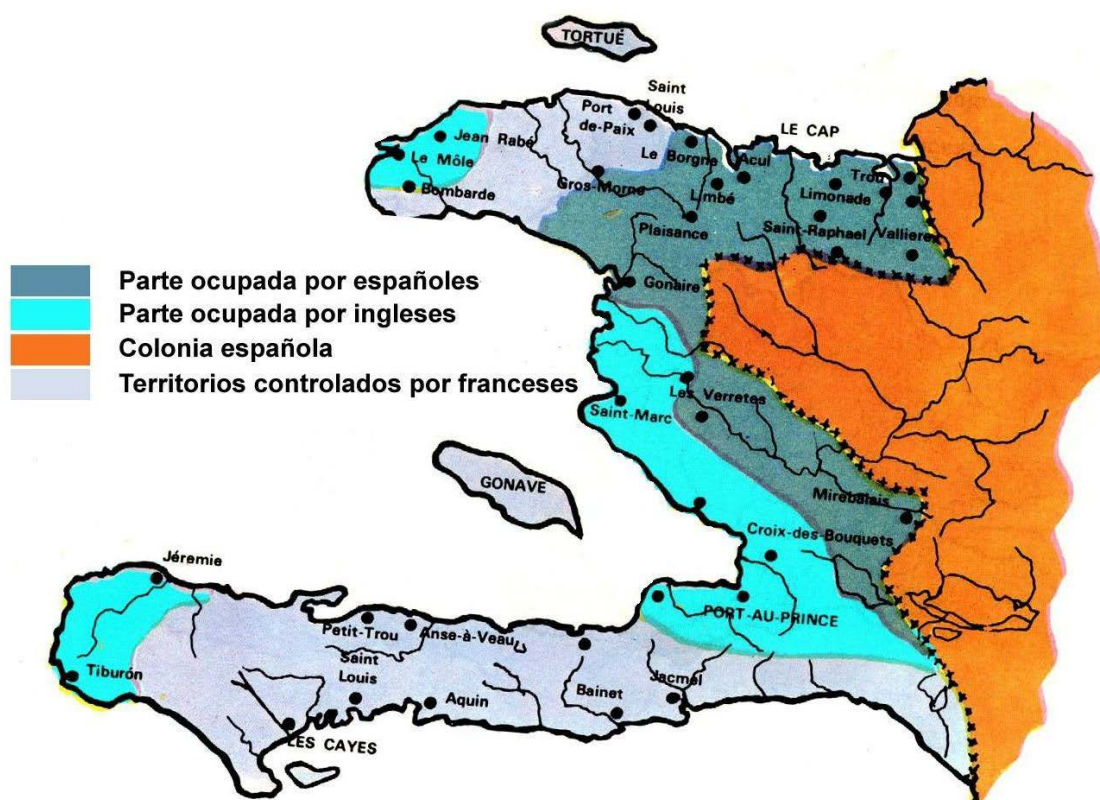 TORTUÉ
Saint
Louis
Port
de-Paix
LE CAP
Jean Rabé
Le Môle
Bombarde
Le Borgne
Acul
Trou
Gros-Morne
Limbé
Limonade
Plaisance
Saint-Raphael
Valliere
Gonaire
Parte ocupada por españoles
Parte ocupada por ingleses
Colonia española
Territorios controlados por franceses
Les Verretes
Saint-Marc
GONAVE
Mirebalais
Croix-des-Bouquets
Jéremie
PORT-AU-PRINCE
Petit-Trou
Anse-à-Veau
Saint
Louis
Tiburón
Aquin
Bainet
Jacmel
LES CAYES